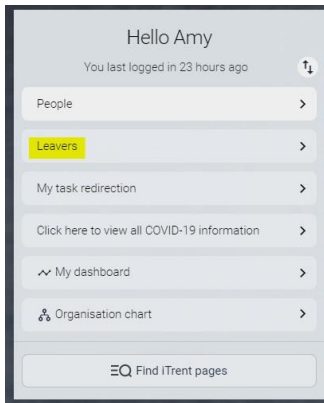 Hello Amy
You last logged in 23 hours ago
People
Leavers
My task redirection
Click here to view all COVID-19 information
My dashboard
Organisation chart
Find iTrent pages